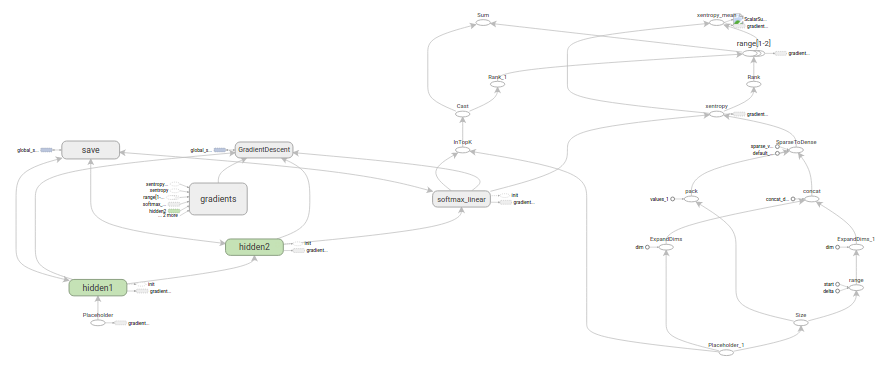 Sum
xentropy_mean
ScalarSu...
gradient...
range[1-2]
gradient...
Rank_1
Rank
Cast
xentropy
gradient...
global_s...
save
global_s...
GradientDescent
InTopK
sparse_v...
SparseToDense
default_...
xentropy...
xentropy
range[1-...
softmax_...
hidden2
... 2 more
gradients
softmax_linear
init
gradient...
pack
values_1
concat
concat_d...
hidden2
init
gradient...
ExpandDims
dim
ExpandDims_1
dim
hidden1
init
gradient...
range
start
delta
Placeholder
gradient...
Size
Placeholder_1